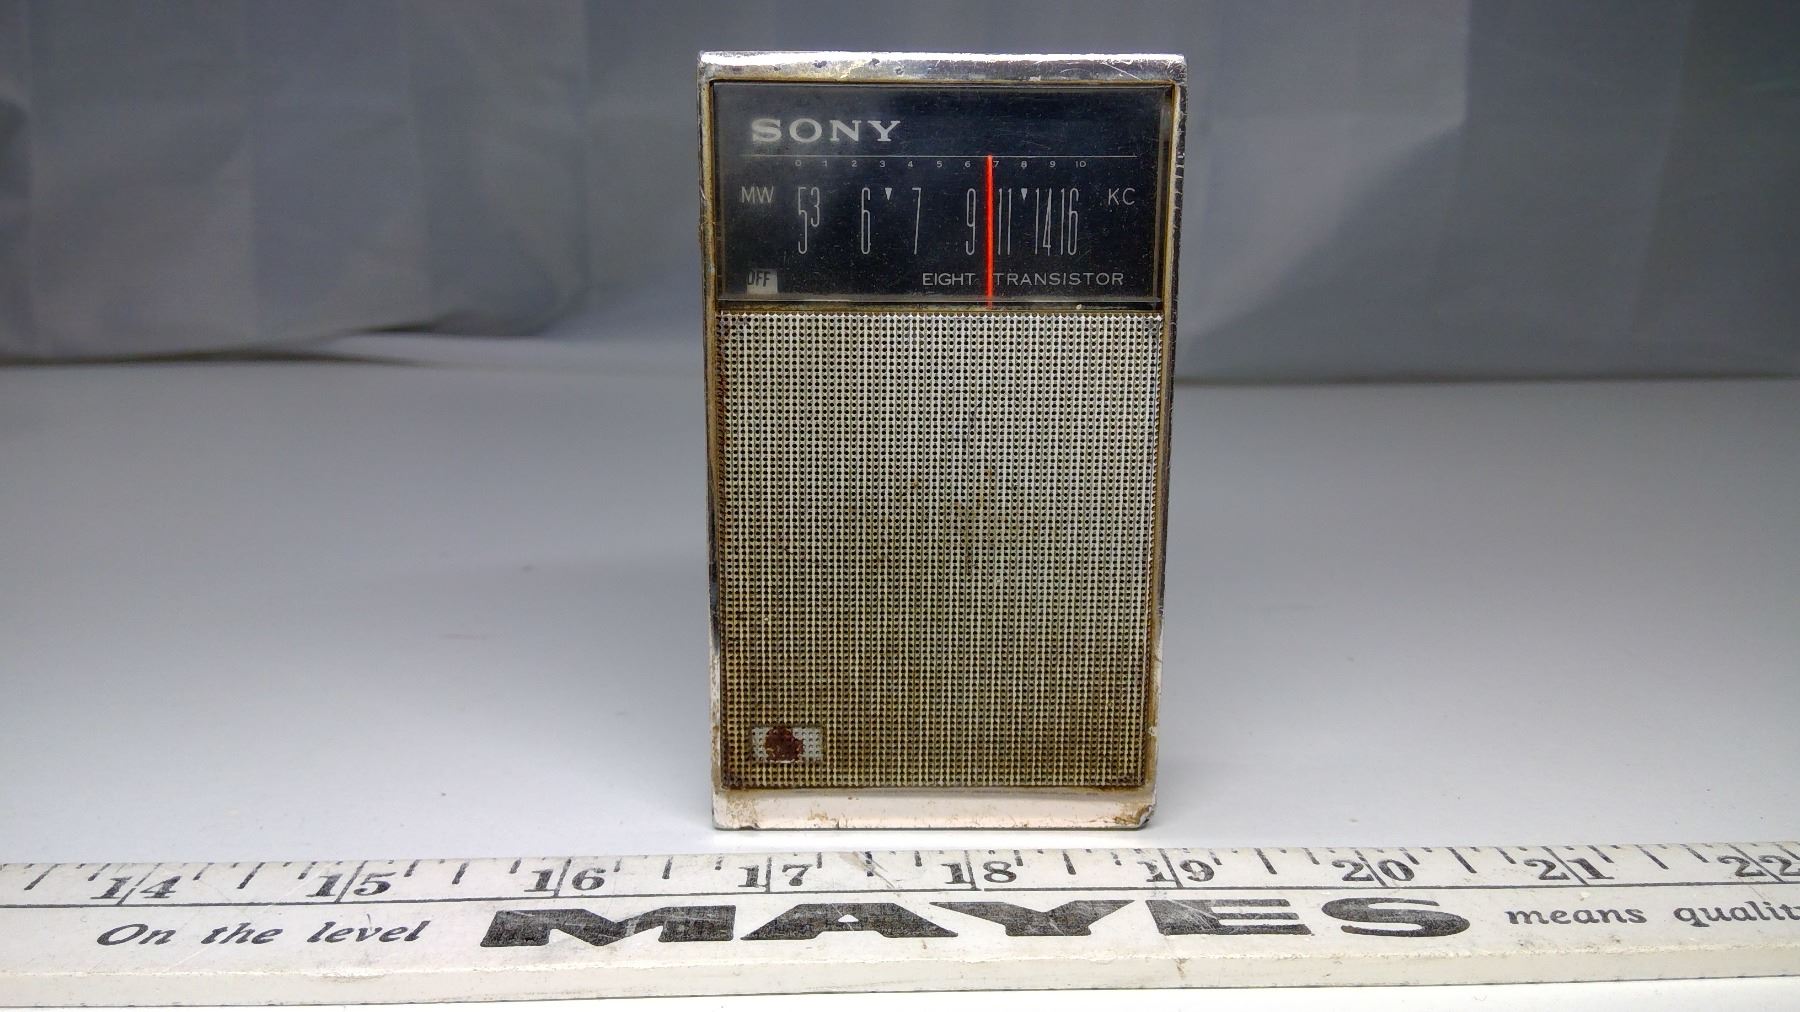 SONY
0 1 2 3 4 5 6 7 8 9 10
MW 53 6 7 9 11 14 16 KC
OFF EIGHT TRANSISTOR
14 15 16 17 18 19 20 21 22
On the level MAYES means quality